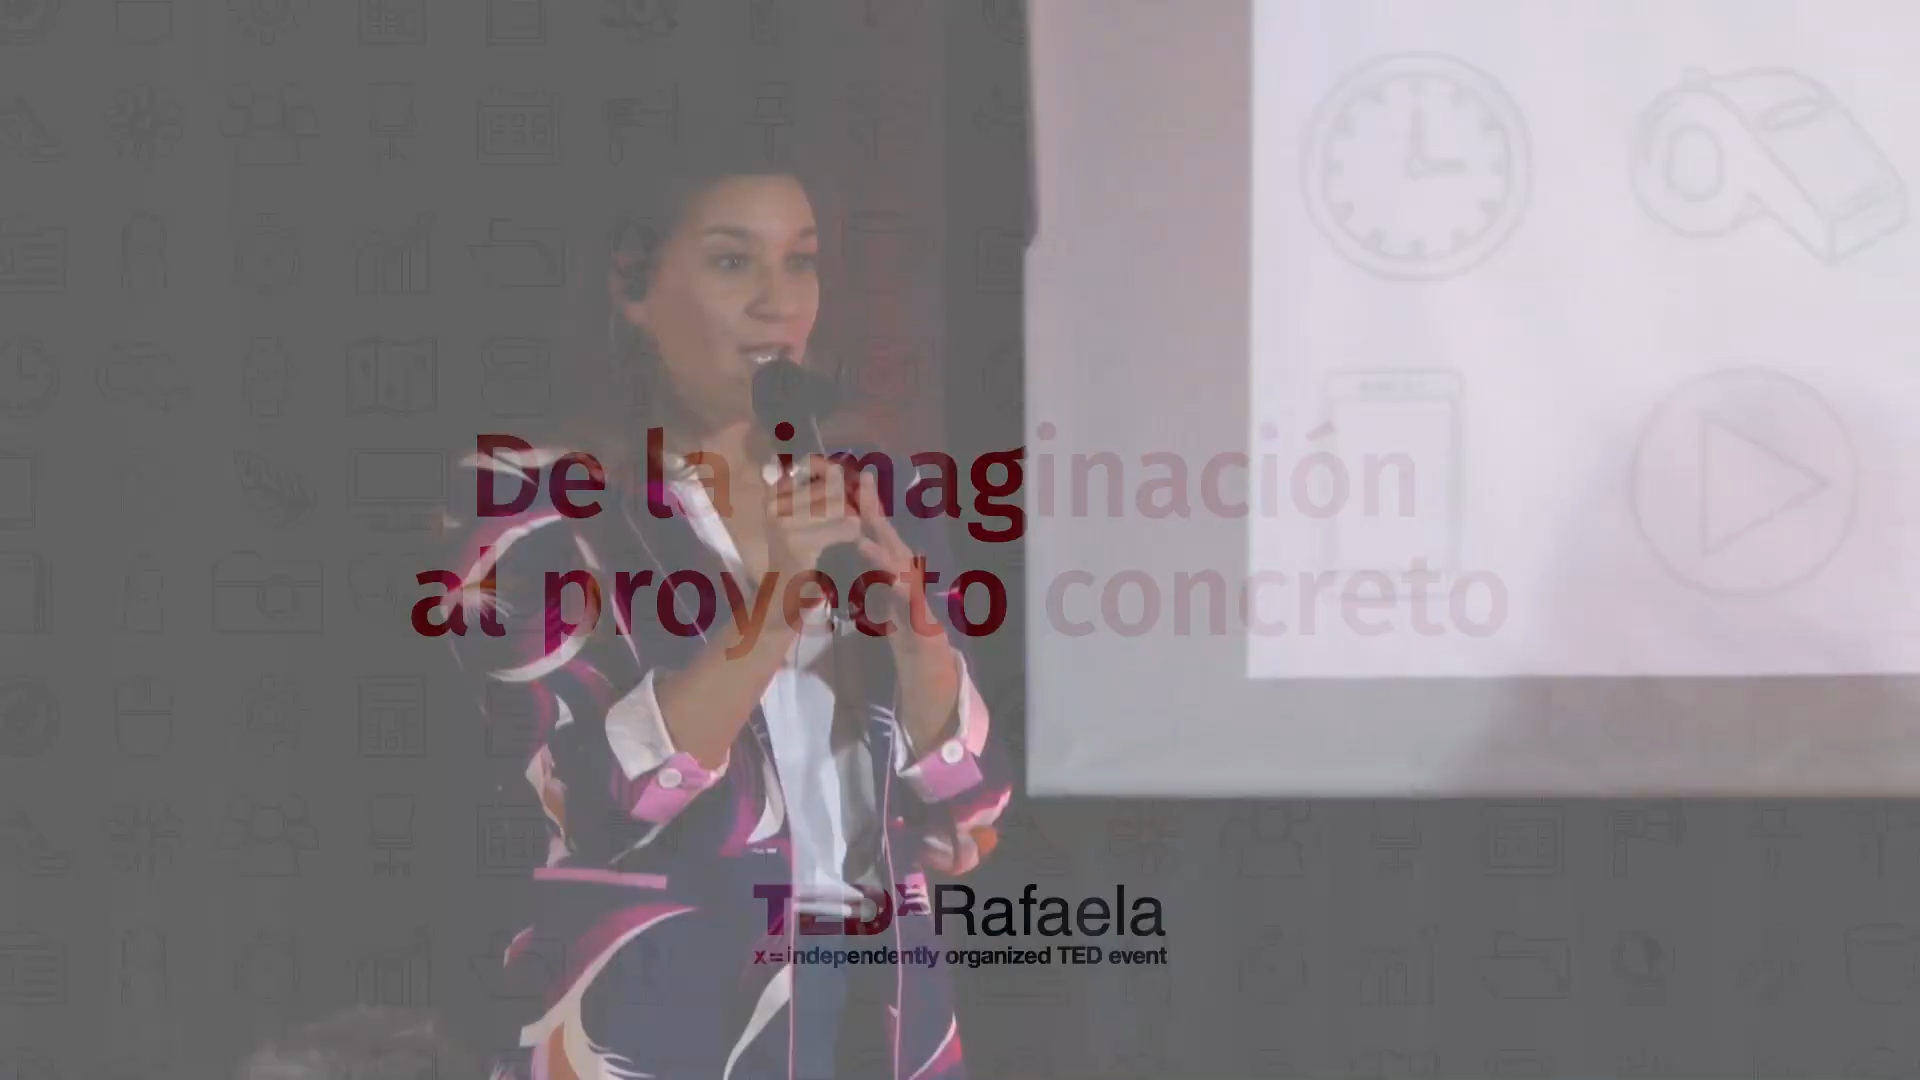 De la imaginación
al proyecto concreto
TEDxRafaela
x = independently organized TED event